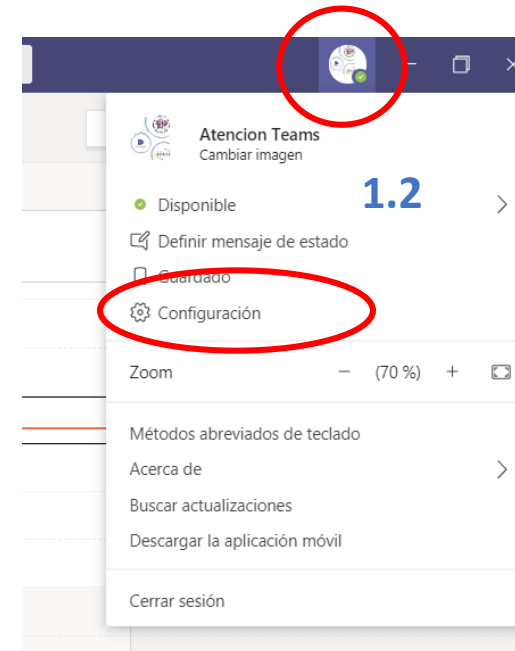 Atencion Teams
Cambiar imagen
1.2
Disponible
Definir mensaje de estado
Guardado
Configuración
Zoom - (70 %) +
Métodos abreviados de teclado
Acerca de
Buscar actualizaciones
Descargar la aplicación móvil
Cerrar sesión